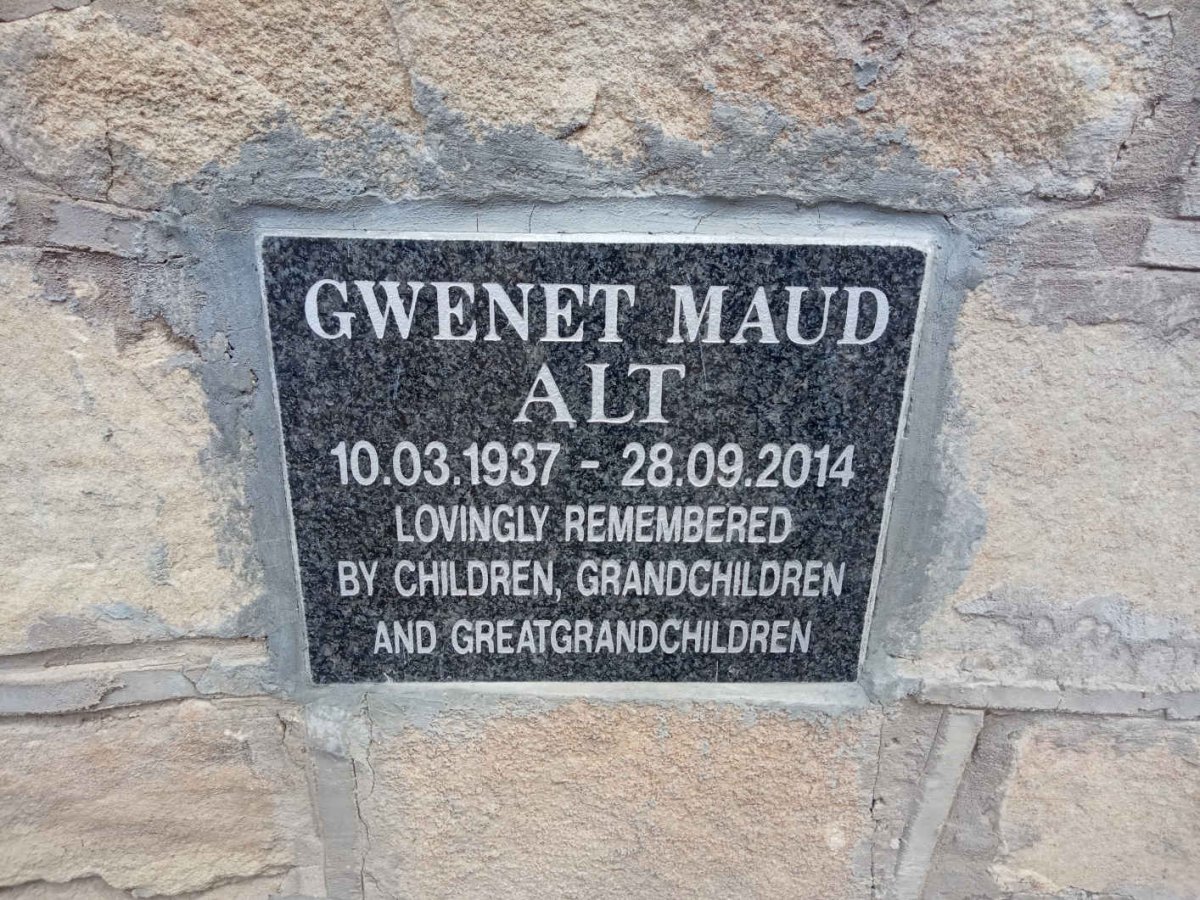 GWENET MAUD
ALT
10.03.1937 - 28.09.2014
LOVINGLY REMEMBERED
BY CHILDREN, GRANDCHILDREN
AND GREATGRANDCHILDREN